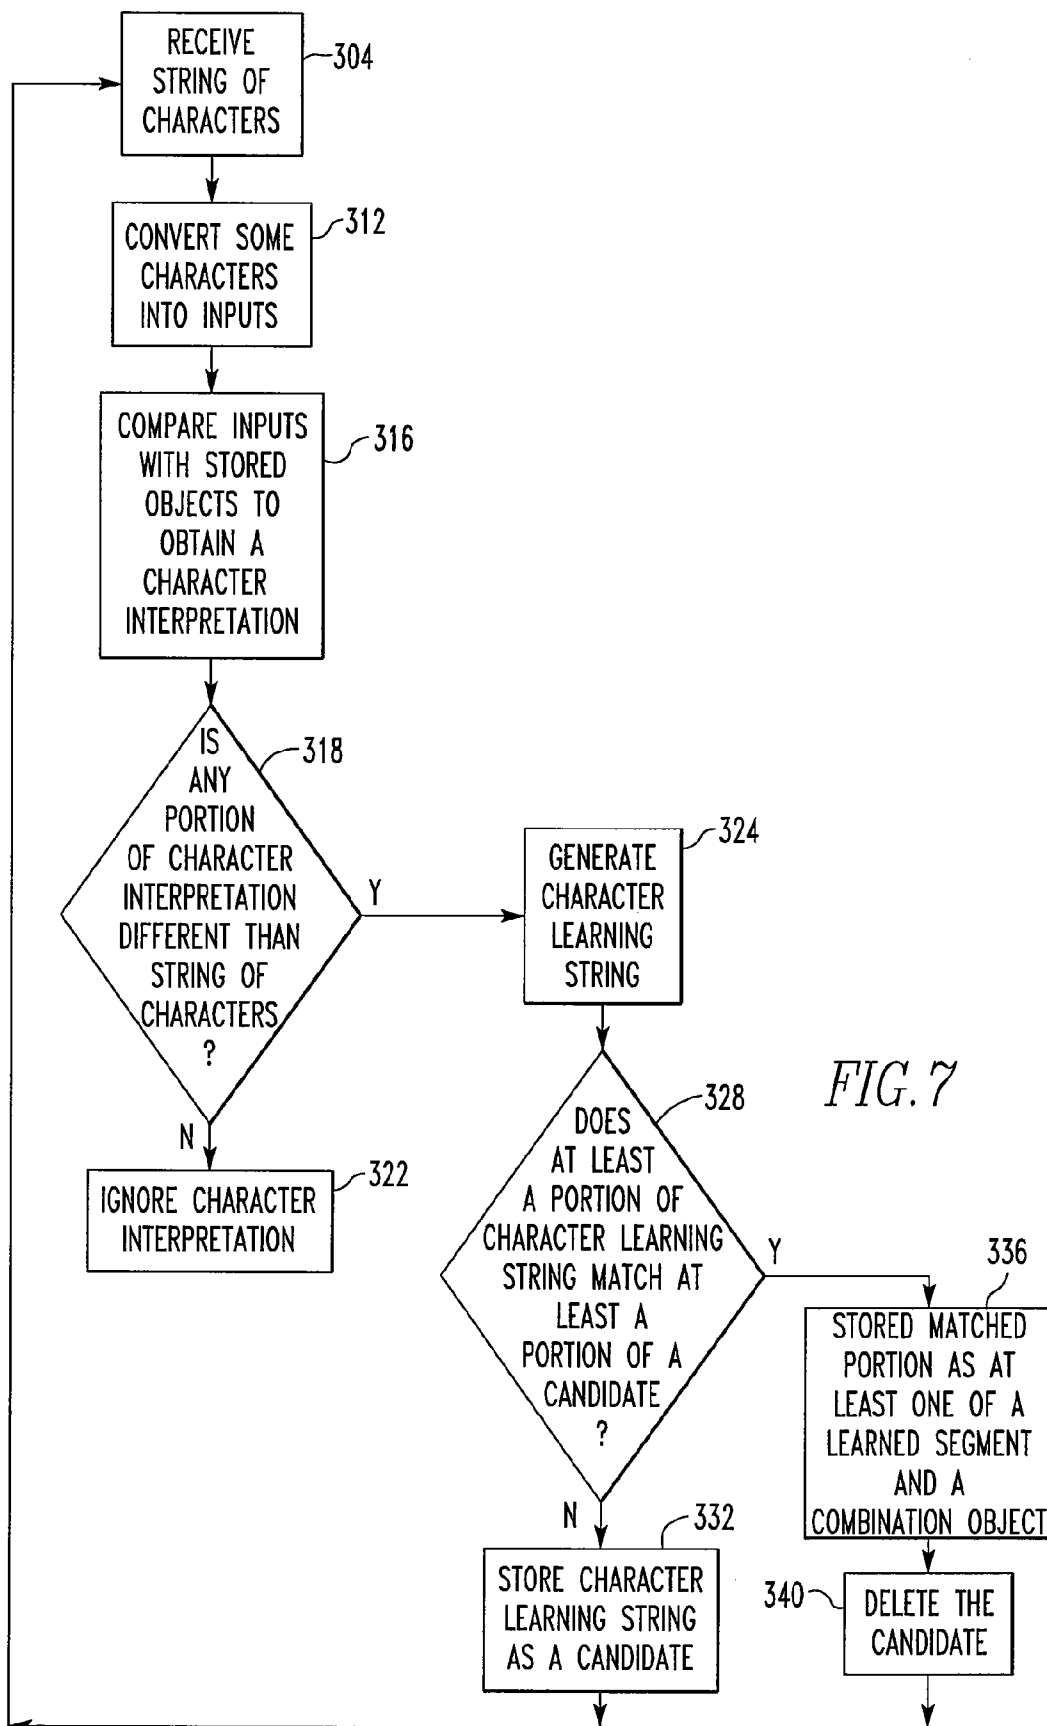 RECEIVE
STRING OF
CHARACTERS
304
CONVERT SOME
CHARACTERS
INTO INPUTS
312
COMPARE INPUTS
WITH STORED
OBJECTS TO
OBTAIN A
CHARACTER
INTERPRETATION
316
IS
ANY
PORTION
OF CHARACTER
INTERPRETATION
DIFFERENT THAN
STRING OF
CHARACTERS
?
318
Y
N
IGNORE CHARACTER
INTERPRETATION
322
GENERATE
CHARACTER
LEARNING
STRING
324
FIG. 7
DOES
AT LEAST
A PORTION OF
CHARACTER LEARNING
STRING MATCH AT
LEAST A
PORTION OF A
CANDIDATE
?
328
Y
N
STORE CHARACTER
LEARNING STRING
AS A CANDIDATE
332
STORED MATCHED
PORTION AS AT
LEAST ONE OF A
LEARNED SEGMENT
AND A
COMBINATION OBJECT
336
DELETE THE
CANDIDATE
340